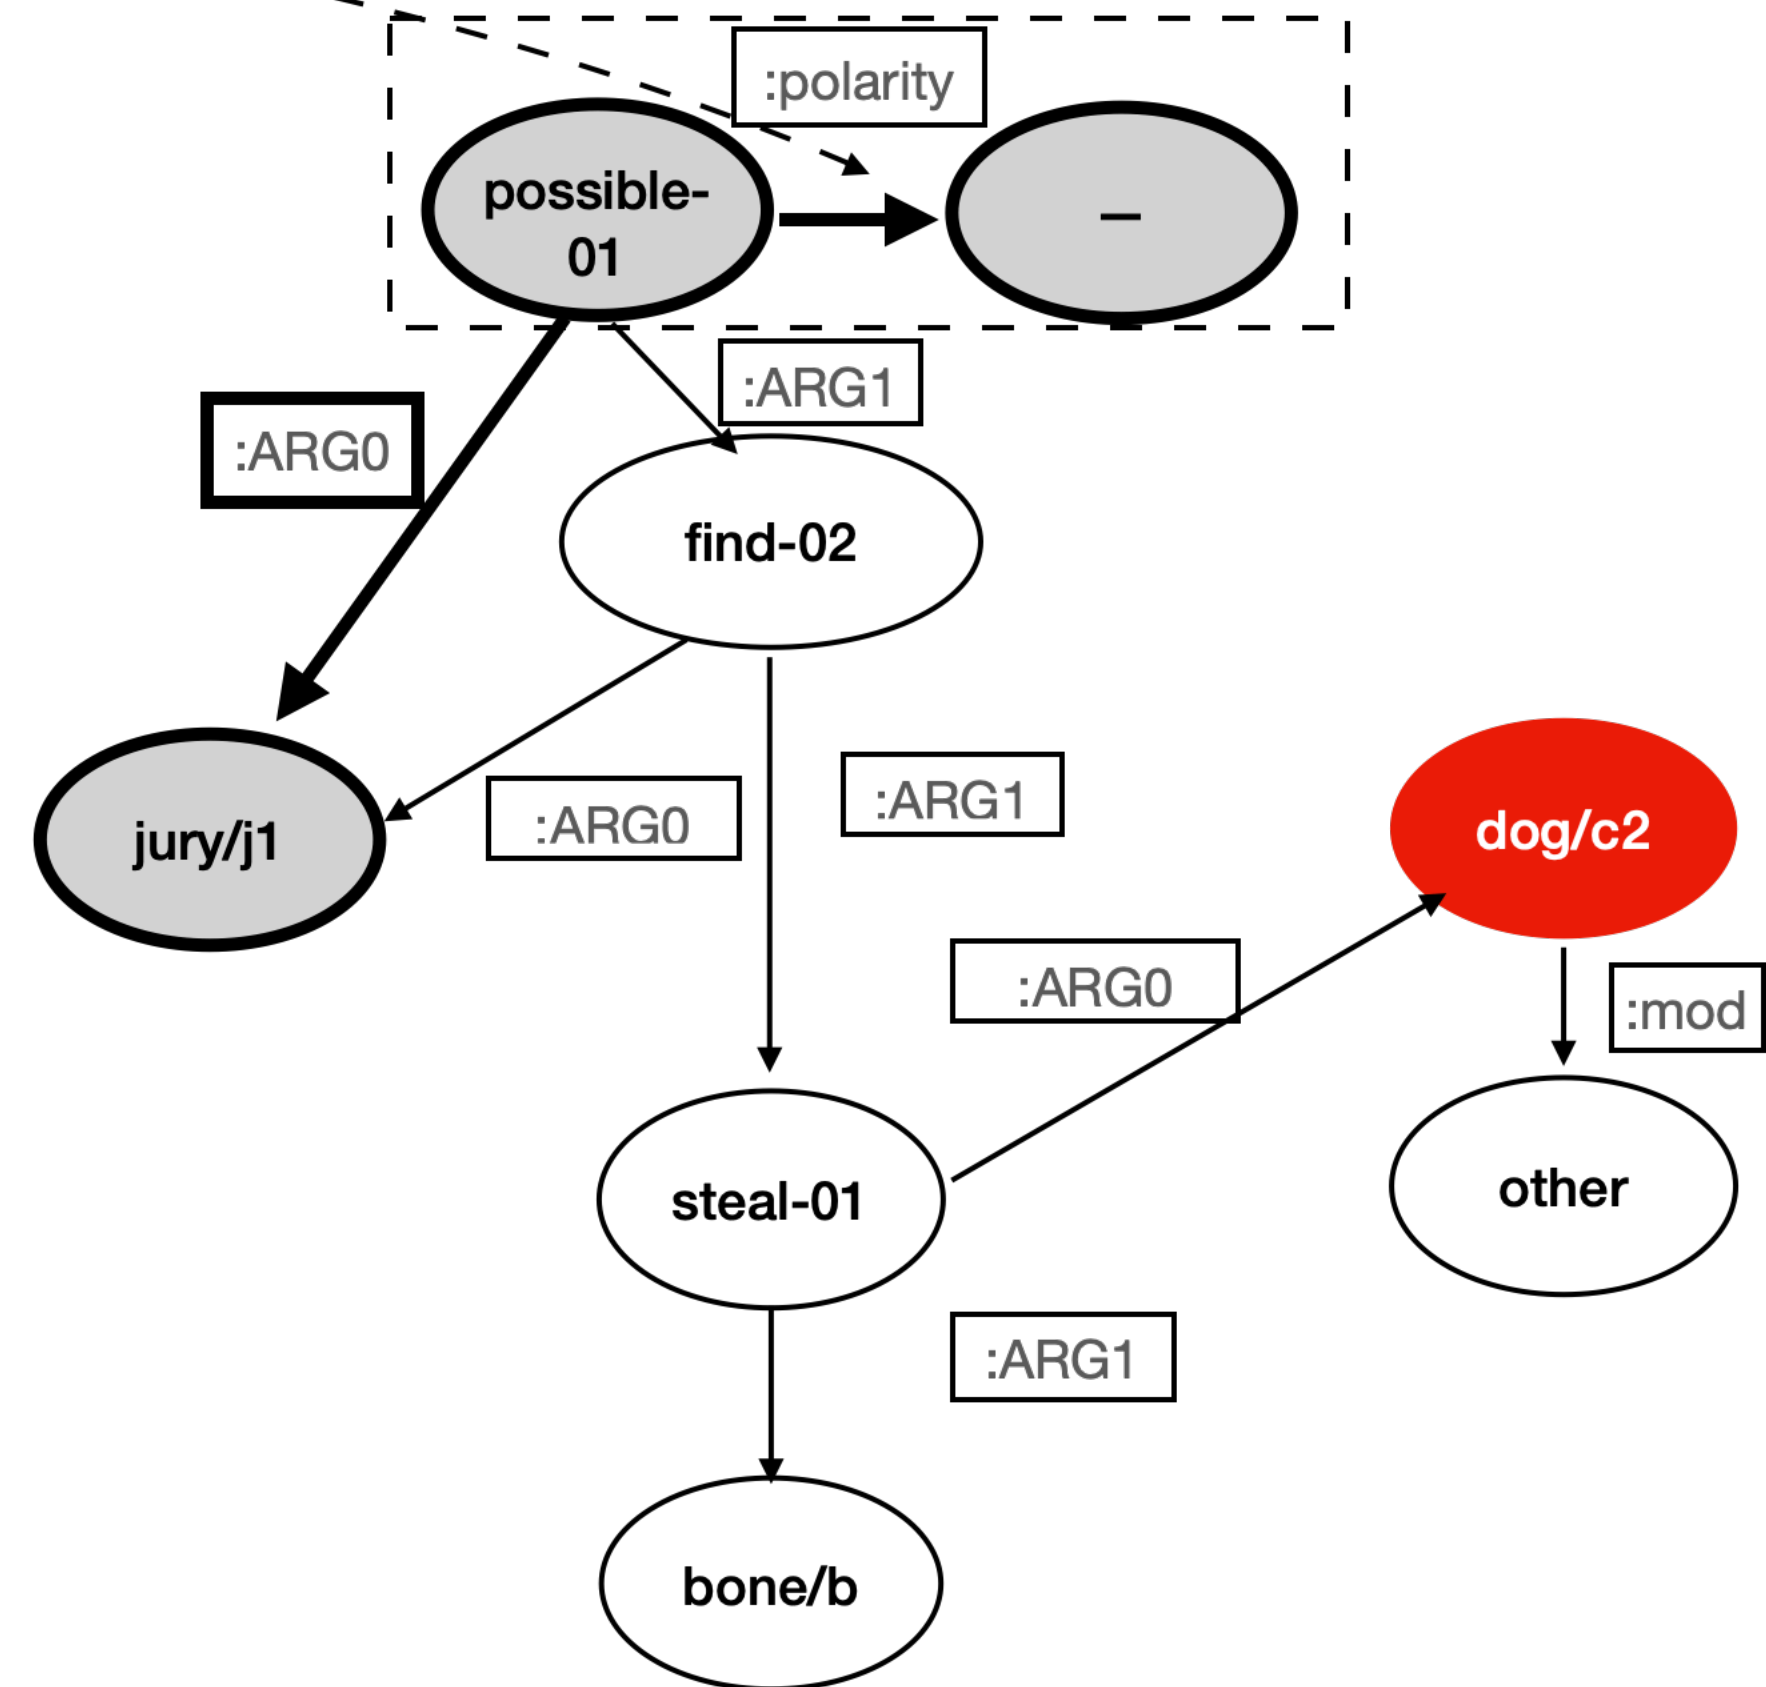 :polarity
possible-
01
–
:ARG1
:ARG0
find-02
:ARG1
:ARG0
jury/j1
dog/c2
:ARG0
:mod
steal-01
other
:ARG1
bone/b